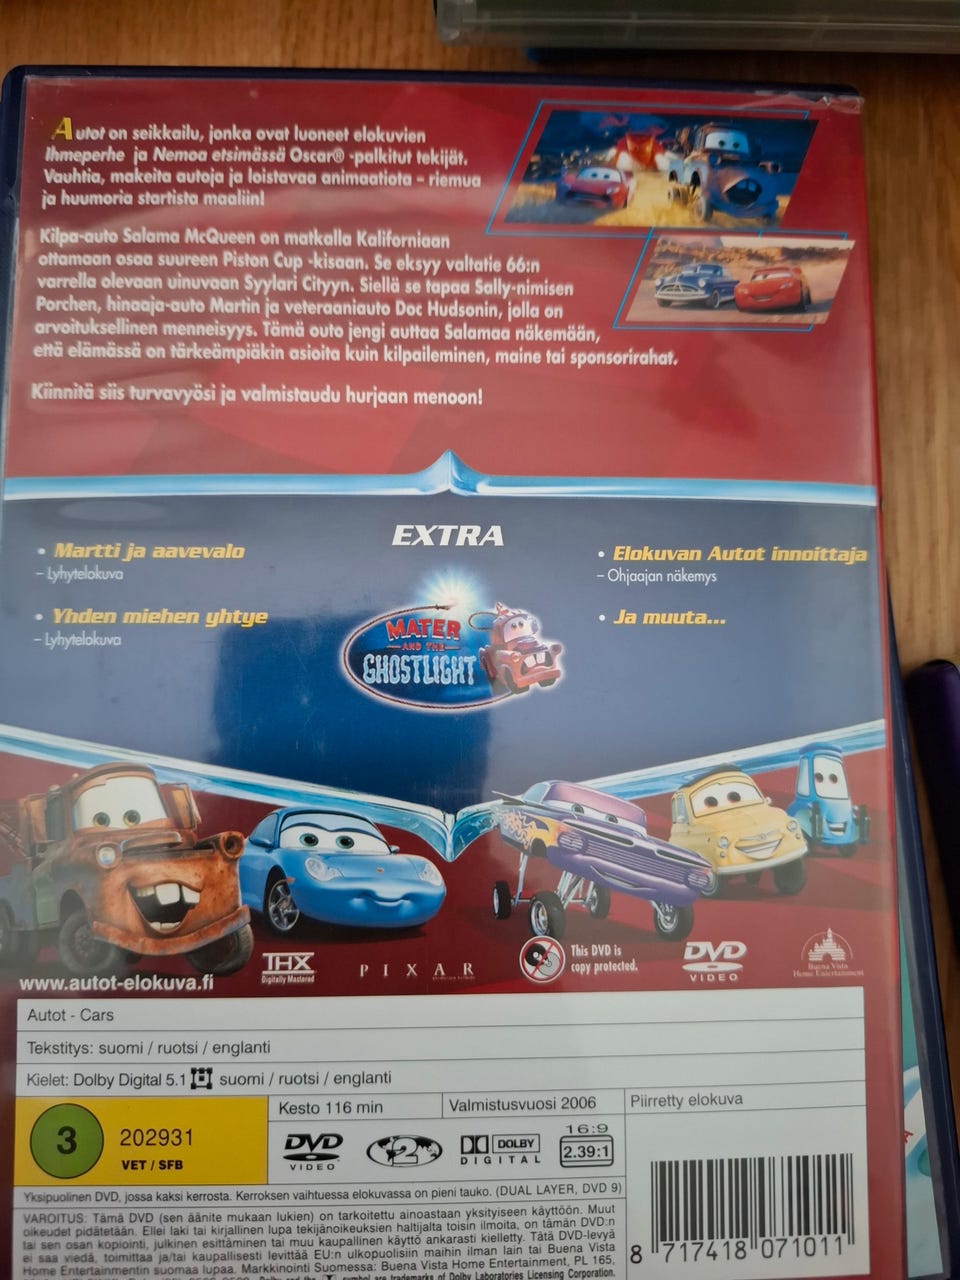 Autot on seikkailu, jonka ovat luoneet elokuvien
Ihmeperhe ja Nemoa etsimässä Oscar® -palkitut tekijät.
Vauhtia, makeita autoja ja loistavaa animaatiota – riemua
ja huumoria startista maaliin!
Kilpa-auto Salama McQueen on matkalla Kaliforniaan
ottamaan osaa suureen Piston Cup -kisaan. Se eksyy valtatie 66:n
varrella olevaan uinuvaan Syylari Cityyn. Siellä se tapaa Sally-nimisen
Porchen, hinaaja-auto Martin ja veteraaniauto Doc Hudsonin, jolla on
arvoituksellinen menneisyys. Tämä outo jengi auttaa Salamaa näkemään,
että elämässä on tärkeämpiäkin asioita kuin kilpaileminen, maine tai sponsorirahat.
Kiinnitä siis turvavyösi ja valmistaudu hurjaan menoon!
EXTRA
• Martti ja aavevalo
– Lyhytelokuva
• Yhden miehen yhtye
– Lyhytelokuva
• Elokuvan Autot innoittaja
– Ohjaajan näkemys
• Ja muuta...
MATER
AND THE
GHOSTLIGHT
www.autot-elokuva.fi
THX
Digitally Mastered
PIXAR
This DVD is
copy protected.
DVD
VIDEO
Buena Vista
Home Entertainment
Autot - Cars
Tekstitys: suomi / ruotsi / englanti
Kielet: Dolby Digital 5.1 suomi / ruotsi / englanti
3
202931
VET / SFB
Kesto 116 min
Valmistusvuosi 2006
Piirretty elokuva
DVD
VIDEO
2
DOLBY
DIGITAL
16:9
2.39:1
Yksipuolinen DVD, jossa kaksi kerrosta. Kerroksen vaihtuessa elokuvassa on pieni tauko. (DUAL LAYER, DVD 9)
VAROITUS: Tämä DVD (sen äänite mukaan lukien) on tarkoitettu ainoastaan yksityiseen käyttöön. Muut
oikeudet pidätetään. Ellei laki tai kirjallinen lupa tekijänoikeuksien haltijalta toisin ilmoita, on tämän DVD:n
tai sen osan kopiointi, julkinen esittäminen tai muu kaupallinen käyttö ankarasti kielletty. Tätä DVD-levyä
ei saa viedä, toimittaa ja/tai kaupallisesti levittää EU:n ulkopuolisiin maihin ilman lain tai Buena Vista
Home Entertainmentin suomaa lupaa. Markkinointi Suomessa: Buena Vista Home Entertainment, PL 165,
symbol are trademarks of Dolby Laboratories Licensing Corporation.
8 717418 071011